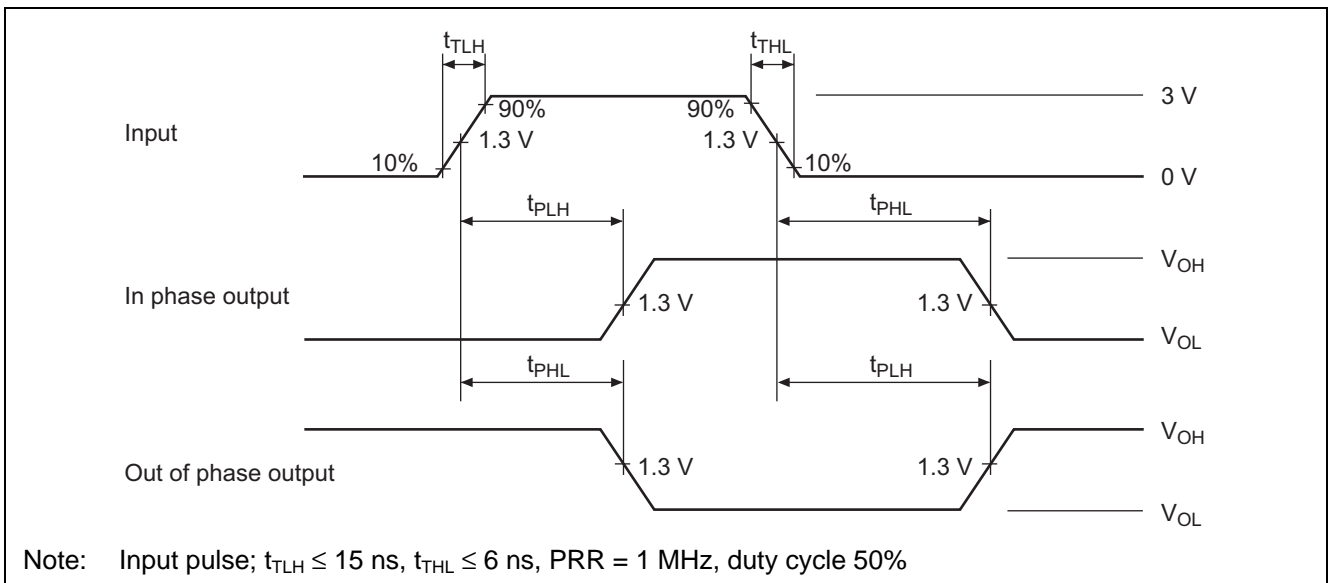 tTLH tTHL
3 V
90% 90%
Input 1.3 V 1.3 V
10% 10%
0 V
tPLH tPHL
VOH
In phase output 1.3 V 1.3 V
VOL
tPHL tPLH
VOH
Out of phase output 1.3 V 1.3 V
VOL
Note: Input pulse; tTLH ≤ 15 ns, tTHL ≤ 6 ns, PRR = 1 MHz, duty cycle 50%